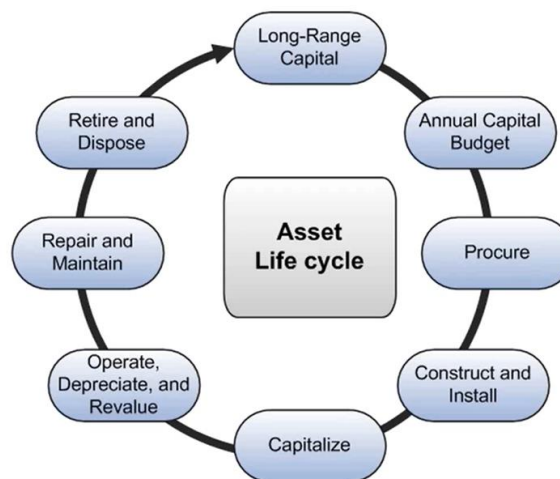 Long-Range
Capital
Annual Capital
Budget
Procure
Construct and
Install
Capitalize
Operate,
Depreciate, and
Revalue
Repair and
Maintain
Retire and
Dispose
Asset
Life cycle